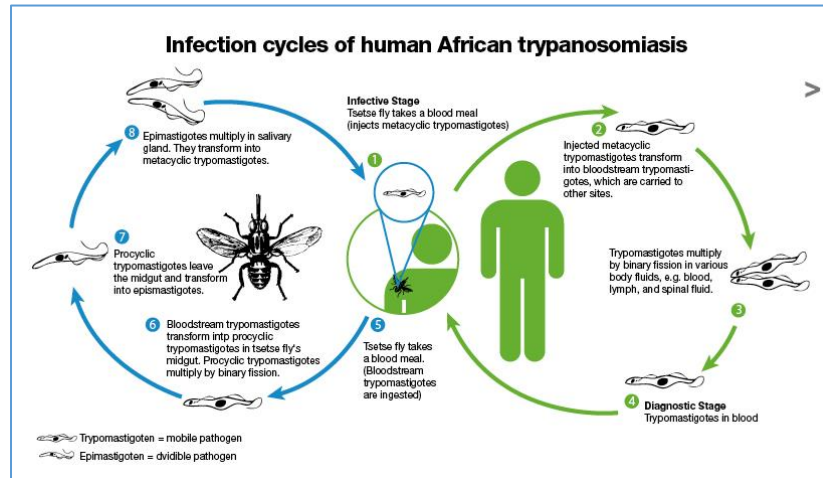 Infection cycles of human African trypanosomiasis
>
Infective Stage
Tsetse fly takes a blood meal
(injects metacyclic trypomastigotes)
1
2
Injected metacyclic
trypomastigotes transform
into bloodstream trypomasti-
gotes, which are carried to
other sites.
Trypomastigotes multiply
by binary fission in various
body fluids, e.g. blood,
lymph, and spinal fluid.
3
4
Diagnostic Stage
Trypomastigotes in blood
5
Tsetse fly takes
a blood meal.
(Bloodstream
trypomastigotes
are ingested)
6
Bloodstream trypomastigotes
transform intp procyclic
trypomastigotes in tsetse fly's
midgut. Procyclic trypomastigotes
multiply by binary fission.
7
Procyclic
trypomastigotes leave
the midgut and transform
into epismastigotes.
8
Epimastigotes multiply in salivary
gland. They transform into
metacyclic trypomastigotes.
Trypomastigoten = mobile pathogen
Epimastigoten = dvidible pathogen